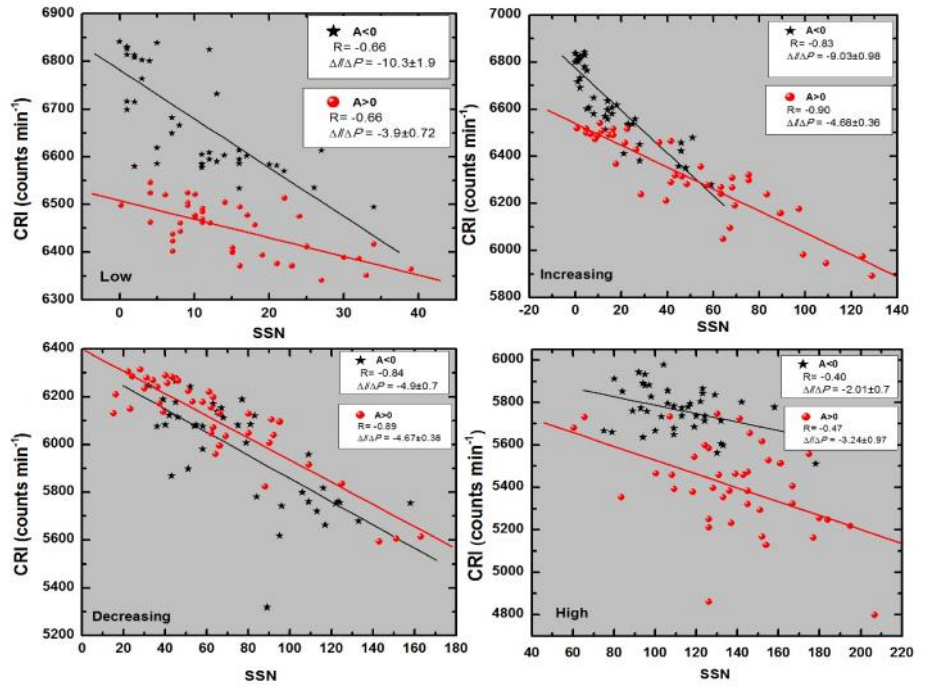 6900
6800
6700
6600
6500
6400
6300
CRI (counts min⁻¹)
A<0
R= -0.66
ΔI/ΔP = -10.3±1.9
A>0
R= -0.66
ΔI/ΔP = -3.9±0.72
Low
0 10 20 30 40
SSN
7000
6800
6600
6400
6200
6000
5800
CRI (counts min⁻¹)
A<0
R= -0.83
ΔI/ΔP = -9.03±0.98
A>0
R= -0.90
ΔI/ΔP = -4.68±0.36
Increasing
-20 0 20 40 60 80 100 120 140
SSN
6400
6200
6000
5800
5600
5400
5200
CRI (counts min⁻¹)
A<0
R= -0.84
ΔI/ΔP = -4.9±0.7
A>0
R= -0.89
ΔI/ΔP = -4.67±0.38
Decreasing
0 20 40 60 80 100 120 140 160 180
SSN
6000
5800
5600
5400
5200
5000
4800
CRI (counts min⁻¹)
A<0
R= -0.40
ΔI/ΔP = -2.01±0.7
A>0
R= -0.47
ΔI/ΔP = -3.24±0.97
High
40 60 80 100 120 140 160 180 200 220
SSN